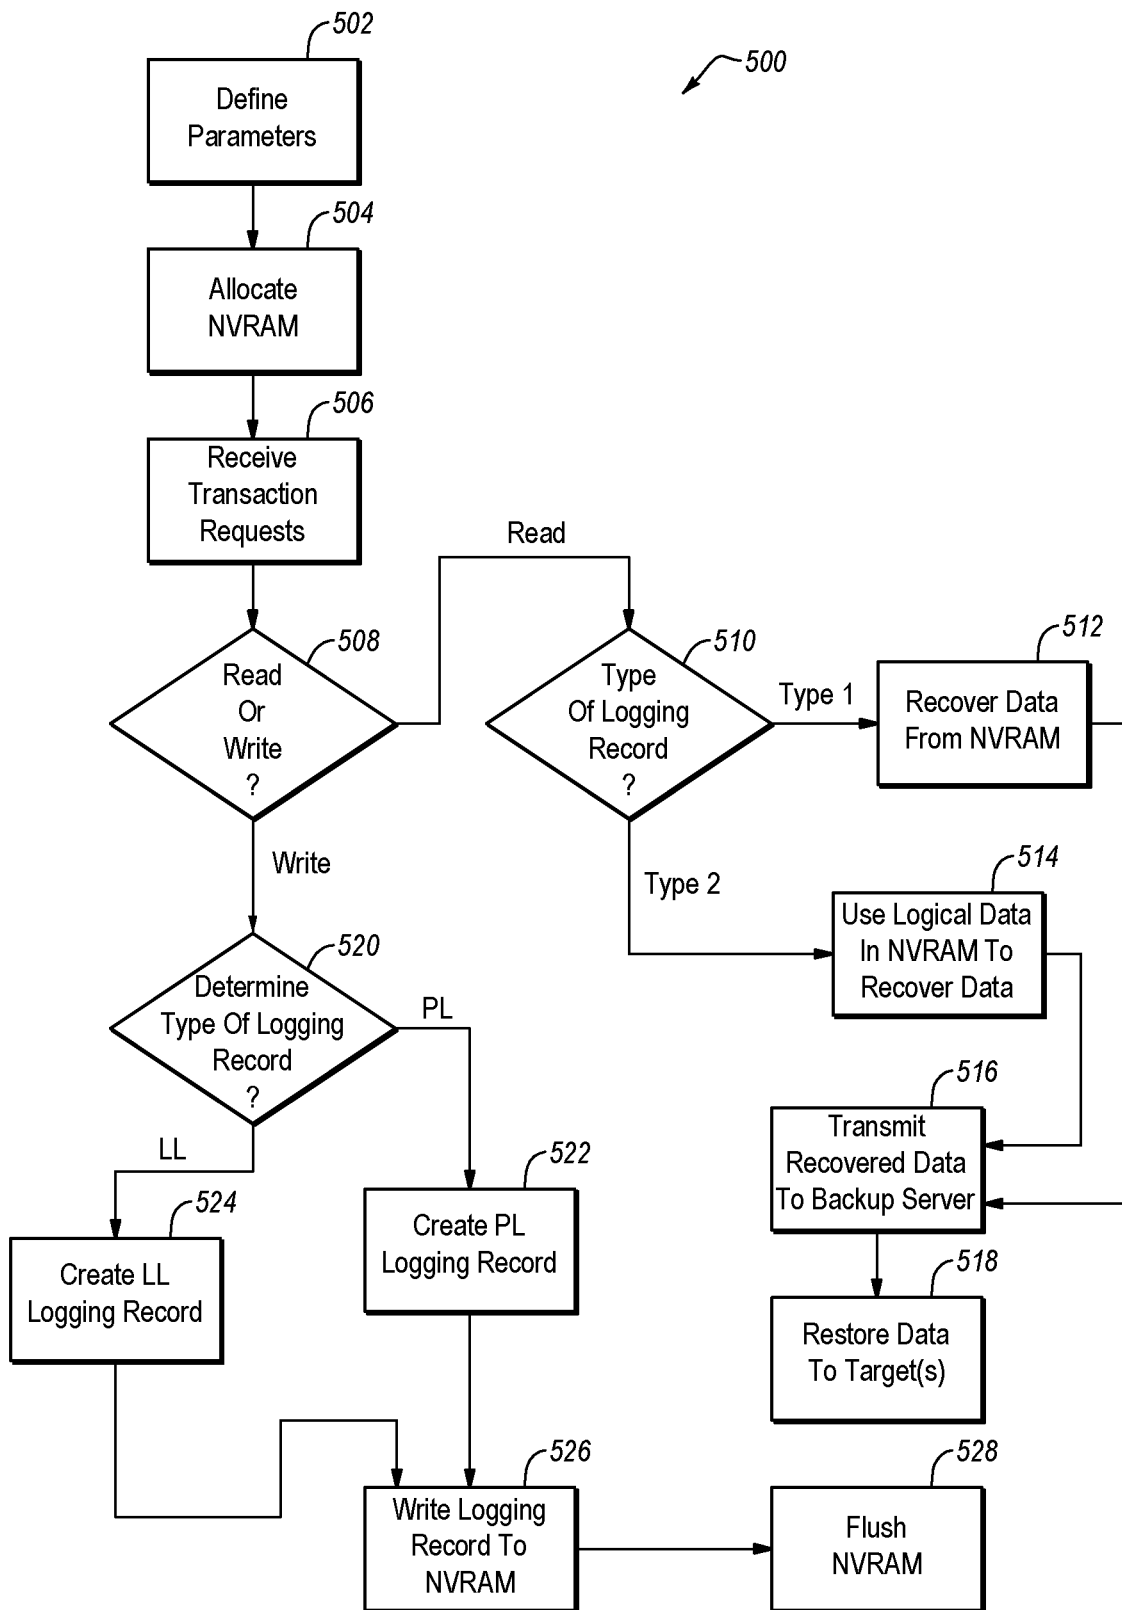 502
500
Define
Parameters
504
Allocate
NVRAM
506
Receive
Transaction
Requests
Read
508
Read
Or
Write
?
510
Type
Of Logging
Record
?
Type 1
512
Recover Data
From NVRAM
Write
Type 2
514
Use Logical Data
In NVRAM To
Recover Data
520
Determine
Type Of Logging
Record
?
PL
LL
516
Transmit
Recovered Data
To Backup Server
522
Create PL
Logging Record
524
Create LL
Logging Record
518
Restore Data
To Target(s)
526
Write Logging
Record To
NVRAM
528
Flush
NVRAM